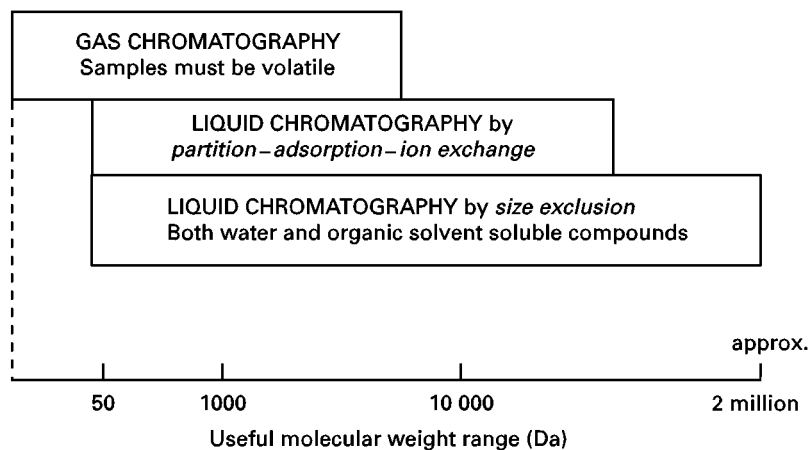 GAS CHROMATOGRAPHY
Samples must be volatile
LIQUID CHROMATOGRAPHY by
partition–adsorption–ion exchange
LIQUID CHROMATOGRAPHY by size exclusion
Both water and organic solvent soluble compounds
approx.
50 1000 10 000 2 million
Useful molecular weight range (Da)